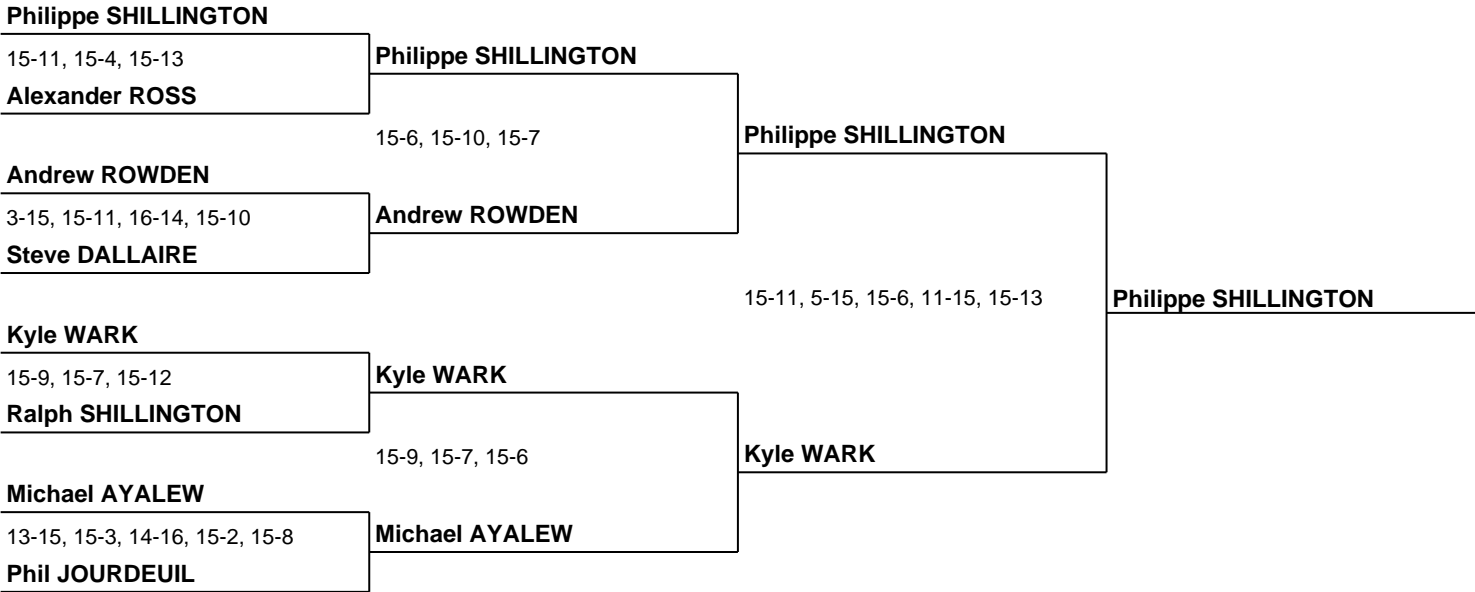 Philippe SHILLINGTON
15-11, 15-4, 15-13
Philippe SHILLINGTON
Alexander ROSS
15-6, 15-10, 15-7
Philippe SHILLINGTON
Andrew ROWDEN
3-15, 15-11, 16-14, 15-10
Andrew ROWDEN
Steve DALLAIRE
15-11, 5-15, 15-6, 11-15, 15-13
Philippe SHILLINGTON
Kyle WARK
15-9, 15-7, 15-12
Kyle WARK
Ralph SHILLINGTON
15-9, 15-7, 15-6
Kyle WARK
Michael AYALEW
13-15, 15-3, 14-16, 15-2, 15-8
Michael AYALEW
Phil JOURDEUIL